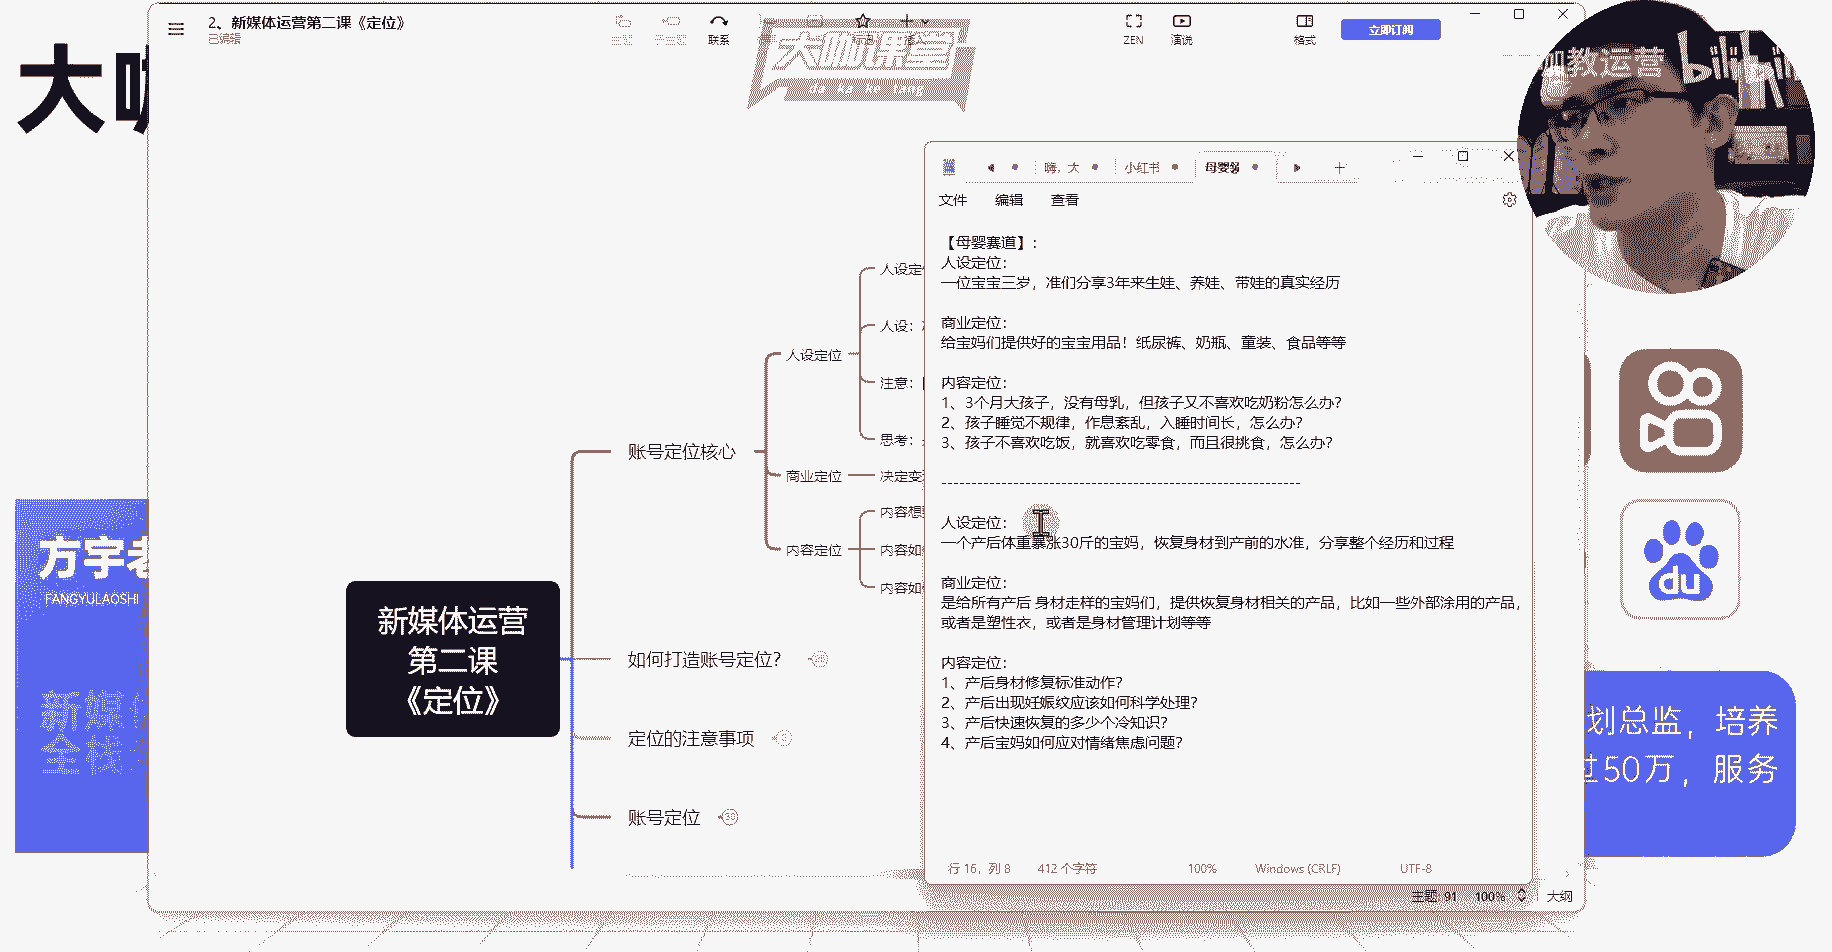 2、新媒体运营第二课《定位》
已编辑
主题
子主题
联系
ZEN
演说
格式
立即订阅
大咖课堂
da ka ke tang
咖教运营
bilibili
大咖
方宇老
FANGYULAOSHI
新媒体
全栈
嗨，大
小红书
母婴
文件
编辑
查看
【母婴赛道】：
人设定位：
一位宝宝三岁，准们分享3年来生娃、养娃、带娃的真实经历
商业定位：
给宝妈们提供好的宝宝用品！纸尿裤、奶瓶、童装、食品等等
内容定位：
1、3个月大孩子，没有母乳，但孩子又不喜欢吃奶粉怎么办？
2、孩子睡觉不规律，作息紊乱，入睡时间长，怎么办？
3、孩子不喜欢吃饭，就喜欢吃零食，而且很挑食，怎么办？
------------------------------------------------------------
人设定位：
一个产后体重暴涨30斤的宝妈，恢复身材到产前的水准，分享整个经历和过程
商业定位：
是给所有产后 身材走样的宝妈们，提供恢复身材相关的产品，比如一些外部涂用的产品，
或者是塑性衣，或者是身材管理计划等等
内容定位：
1、产后身材修复标准动作？
2、产后出现妊娠纹应该如何科学处理？
3、产后快速恢复的多少个冷知识？
4、产后宝妈如何应对情绪焦虑问题？
行 16，列 8
412 个字符
100%
Windows (CRLF)
UTF-8
新媒体运营
第二课
《定位》
账号定位核心
人设定位
人设定
人设：
注意：
思考：
商业定位
决定变
内容定位
内容想
内容如
内容如
如何打造账号定位？
定位的注意事项
账号定位
主题 91
100%
大纲
du
划总监，培养
过50万，服务